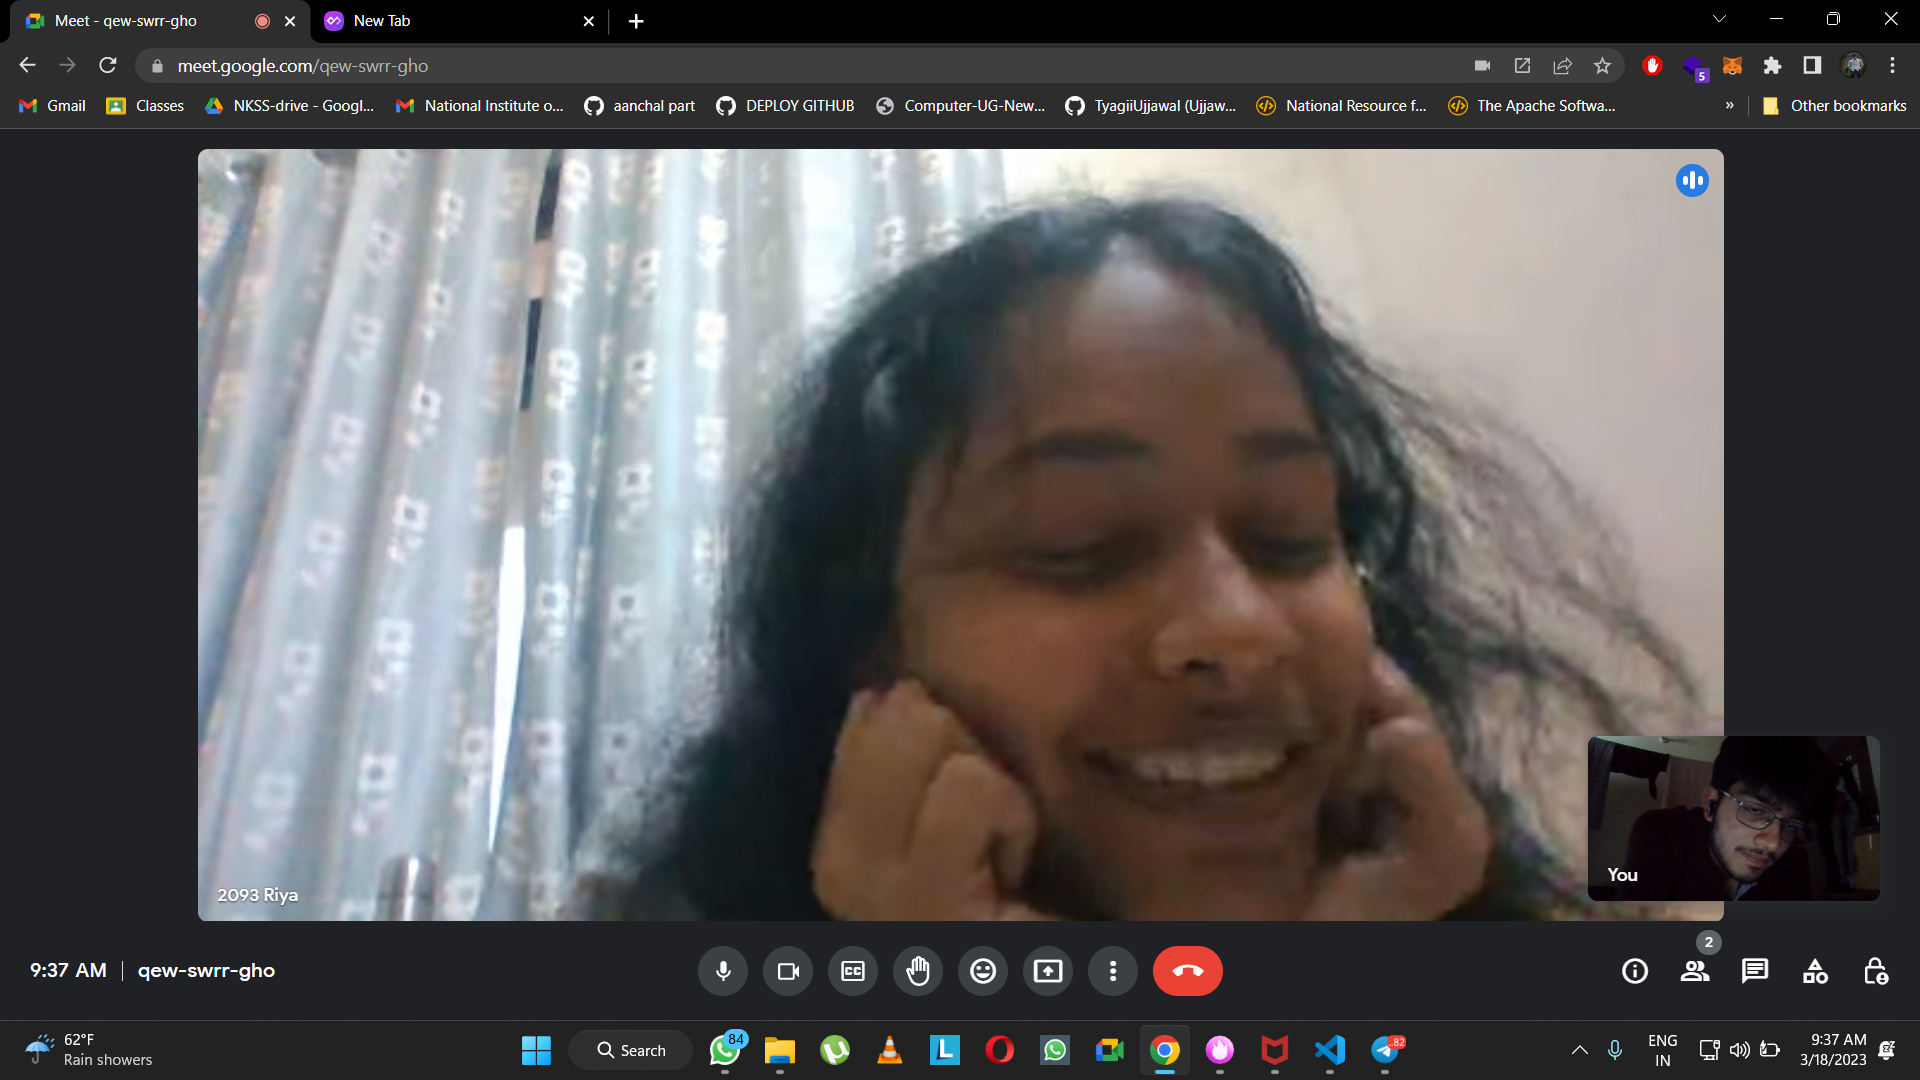 Meet - qew-swrr-gho
New Tab
meet.google.com/qew-swrr-gho
5
Gmail
Classes
NKSS-drive - Googl...
National Institute o...
aanchal part
DEPLOY GITHUB
Computer-UG-New...
TyagiiUjjawal (Ujjaw...
National Resource f...
The Apache Softwa...
»
Other bookmarks
2093 Riya
You
9:37 AM | qew-swrr-gho
CC
2
62°F
Rain showers
Search
84
L
..82
ENG
IN
9:37 AM
3/18/2023